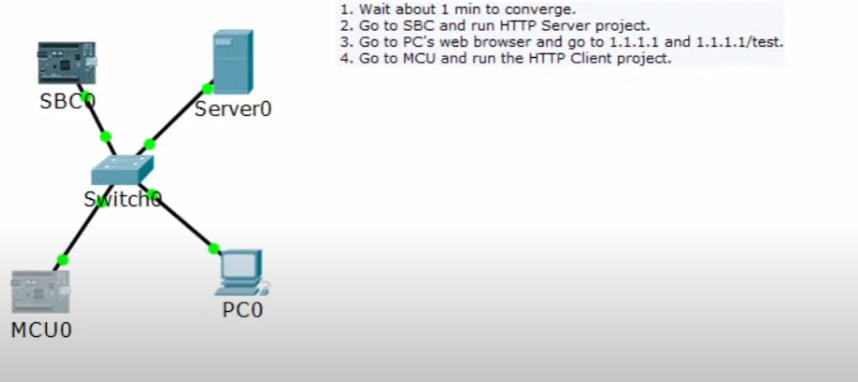 1. Wait about 1 min to converge.
2. Go to SBC and run HTTP Server project.
3. Go to PC's web browser and go to 1.1.1.1 and 1.1.1.1/test.
4. Go to MCU and run the HTTP Client project.
SBC0
Server0
Switch0
PC0
MCU0